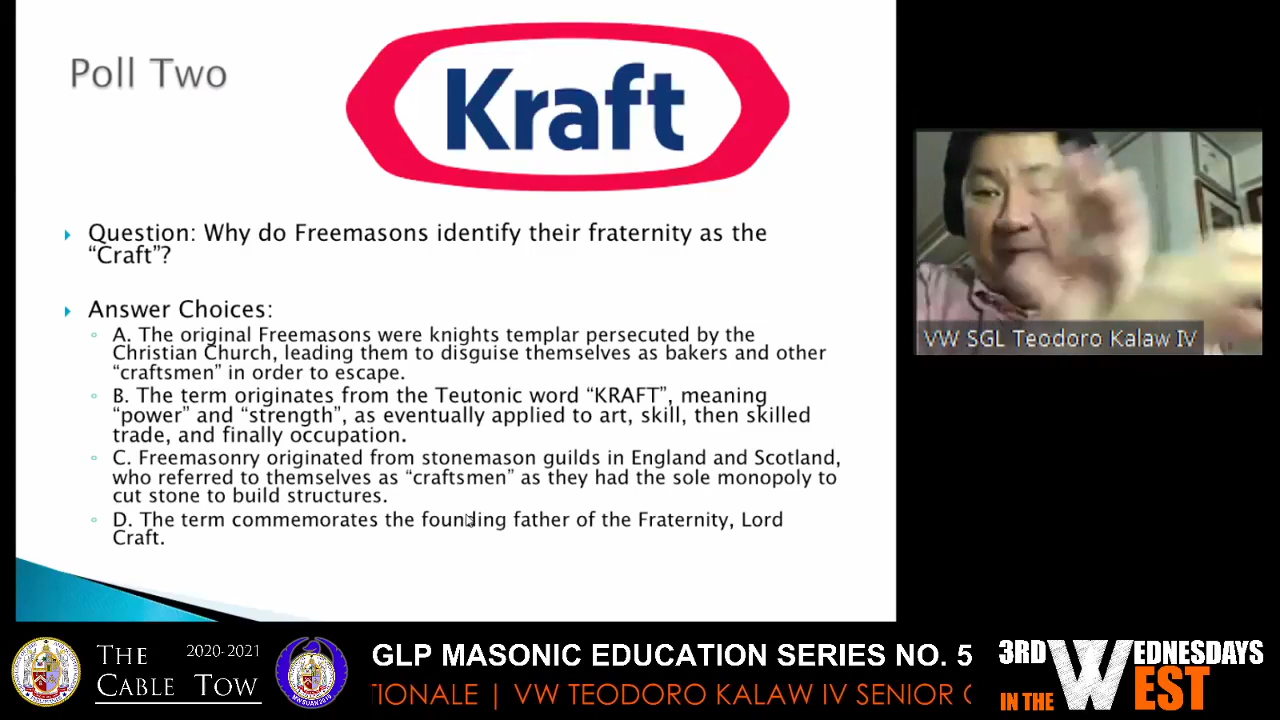 Poll Two
Kraft
Question: Why do Freemasons identify their fraternity as the
“Craft”?
Answer Choices:
A. The original Freemasons were knights templar persecuted by the
Christian Church, leading them to disguise themselves as bakers and other
“craftsmen” in order to escape.
B. The term originates from the Teutonic word “KRAFT”, meaning
“power” and “strength”, as eventually applied to art, skill, then skilled
trade, and finally occupation.
C. Freemasonry originated from stonemason guilds in England and Scotland,
who referred to themselves as “craftsmen” as they had the sole monopoly to
cut stone to build structures.
D. The term commemorates the founding father of the Fraternity, Lord
Craft.
VW SGL Teodoro Kalaw IV
THE 2020-2021
CABLE TOW
GLP MASONIC EDUCATION SERIES NO. 5
TIONALE | VW TEODORO KALAW IV SENIOR
3RD WEDNESDAYS
IN THE WEST